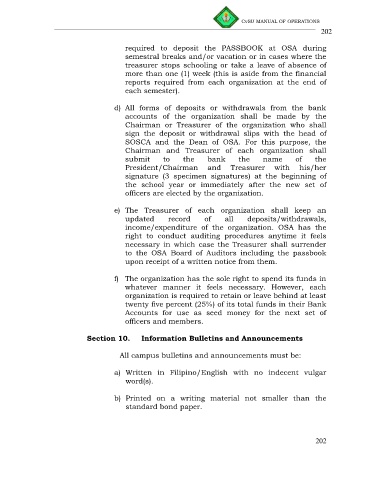 CvSU MANUAL OF OPERATIONS
202
required to deposit the PASSBOOK at OSA during
semestral breaks and/or vacation or in cases where the
treasurer stops schooling or take a leave of absence of
more than one (1) week (this is aside from the financial
reports required from each organization at the end of
each semester).
d) All forms of deposits or withdrawals from the bank
accounts of the organization shall be made by the
Chairman or Treasurer of the organization who shall
sign the deposit or withdrawal slips with the head of
SOSCA and the Dean of OSA. For this purpose, the
Chairman and Treasurer of each organization shall
submit to the bank the name of the
President/Chairman and Treasurer with his/her
signature (3 specimen signatures) at the beginning of
the school year or immediately after the new set of
officers are elected by the organization.
e) The Treasurer of each organization shall keep an
updated record of all deposits/withdrawals,
income/expenditure of the organization. OSA has the
right to conduct auditing procedures anytime it feels
necessary in which case the Treasurer shall surrender
to the OSA Board of Auditors including the passbook
upon receipt of a written notice from them.
f) The organization has the sole right to spend its funds in
whatever manner it feels necessary. However, each
organization is required to retain or leave behind at least
twenty five percent (25%) of its total funds in their Bank
Accounts for use as seed money for the next set of
officers and members.
Section 10. Information Bulletins and Announcements
All campus bulletins and announcements must be:
a) Written in Filipino/English with no indecent vulgar
word(s).
b) Printed on a writing material not smaller than the
standard bond paper.
202